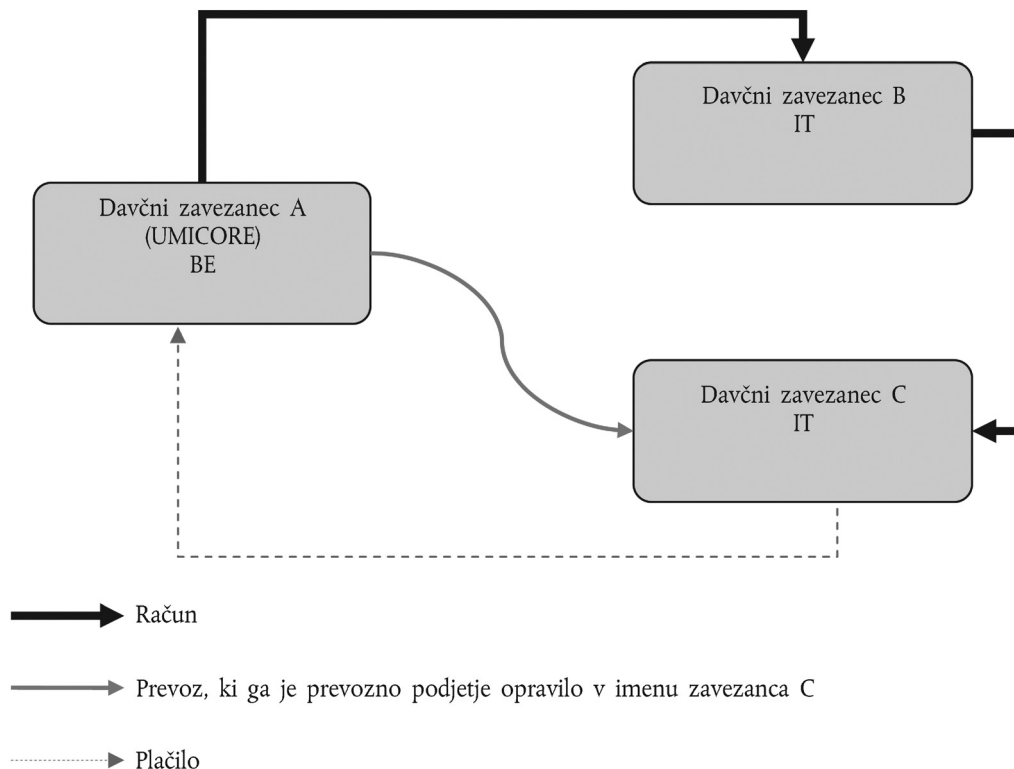 Davčni zavezanec B
IT
Davčni zavezanec A
(UMICORE)
BE
Davčni zavezanec C
IT
Račun
Prevoz, ki ga je prevozno podjetje opravilo v imenu zavezanca C
Plačilo